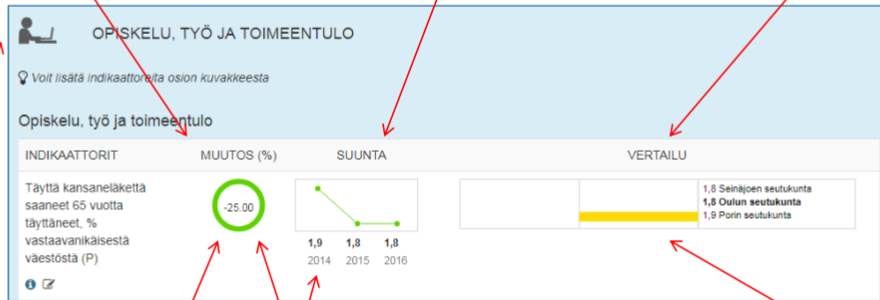 OPISKELU, TYÖ JA TOIMEENTULO
Voit lisätä indikaattoreita osion kuvakkeesta
Opiskelu, työ ja toimeentulo
INDIKAATTORIT MUUTOS (%) SUUNTA VERTAILU
Täyttä kansaneläkettä
saaneet 65 vuotta
täyttäneet, %
vastaavanikäisestä
väestöstä (P)
-25.00
1,9 1,8 1,8
2014 2015 2016
1,8 Seinäjoen seutukunta
1,8 Oulun seutukunta
1,9 Porin seutukunta